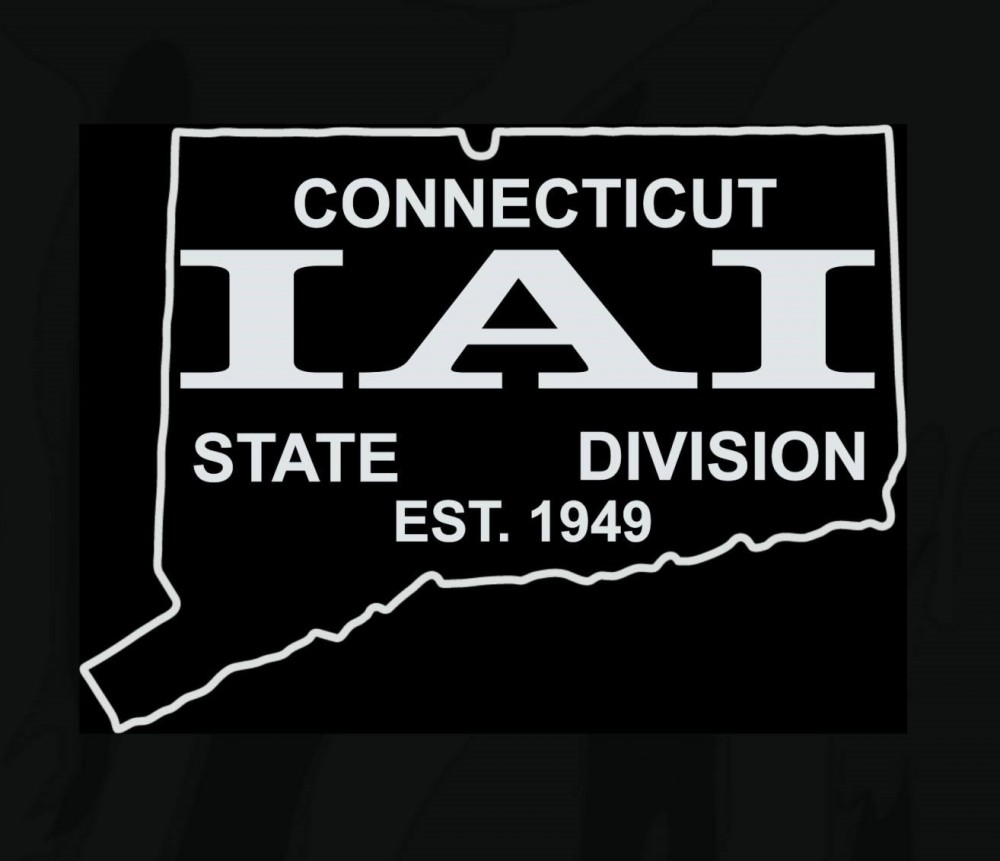 CONNECTICUT
IAI
STATE DIVISION
EST. 1949